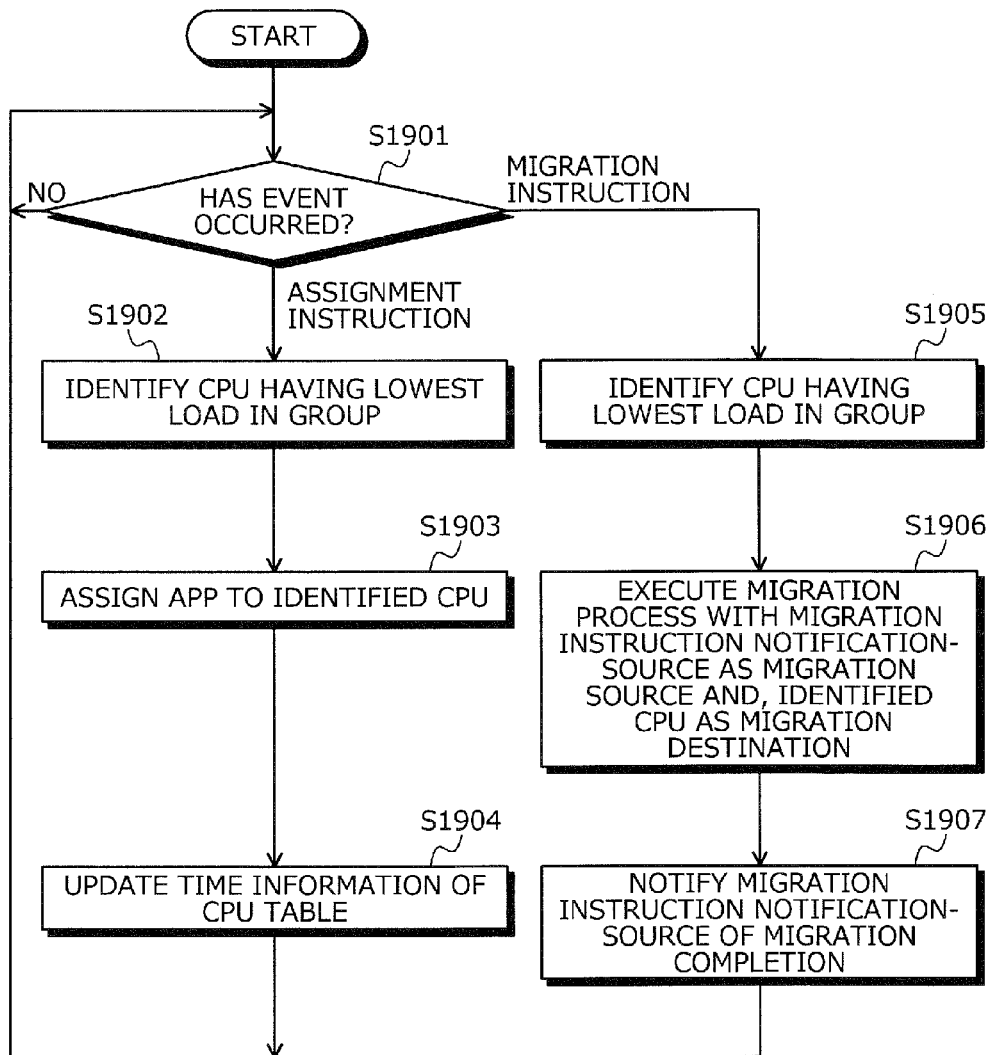 START
S1901
NO
HAS EVENT
OCCURRED?
MIGRATION
INSTRUCTION
ASSIGNMENT
INSTRUCTION
S1902
IDENTIFY CPU HAVING LOWEST
LOAD IN GROUP
S1903
ASSIGN APP TO IDENTIFIED CPU
S1904
UPDATE TIME INFORMATION OF
CPU TABLE
S1905
IDENTIFY CPU HAVING
LOWEST LOAD IN GROUP
S1906
EXECUTE MIGRATION
PROCESS WITH MIGRATION
INSTRUCTION NOTIFICATION-
SOURCE AS MIGRATION
SOURCE AND, IDENTIFIED
CPU AS MIGRATION
DESTINATION
S1907
NOTIFY MIGRATION
INSTRUCTION NOTIFICATION-
SOURCE OF MIGRATION
COMPLETION